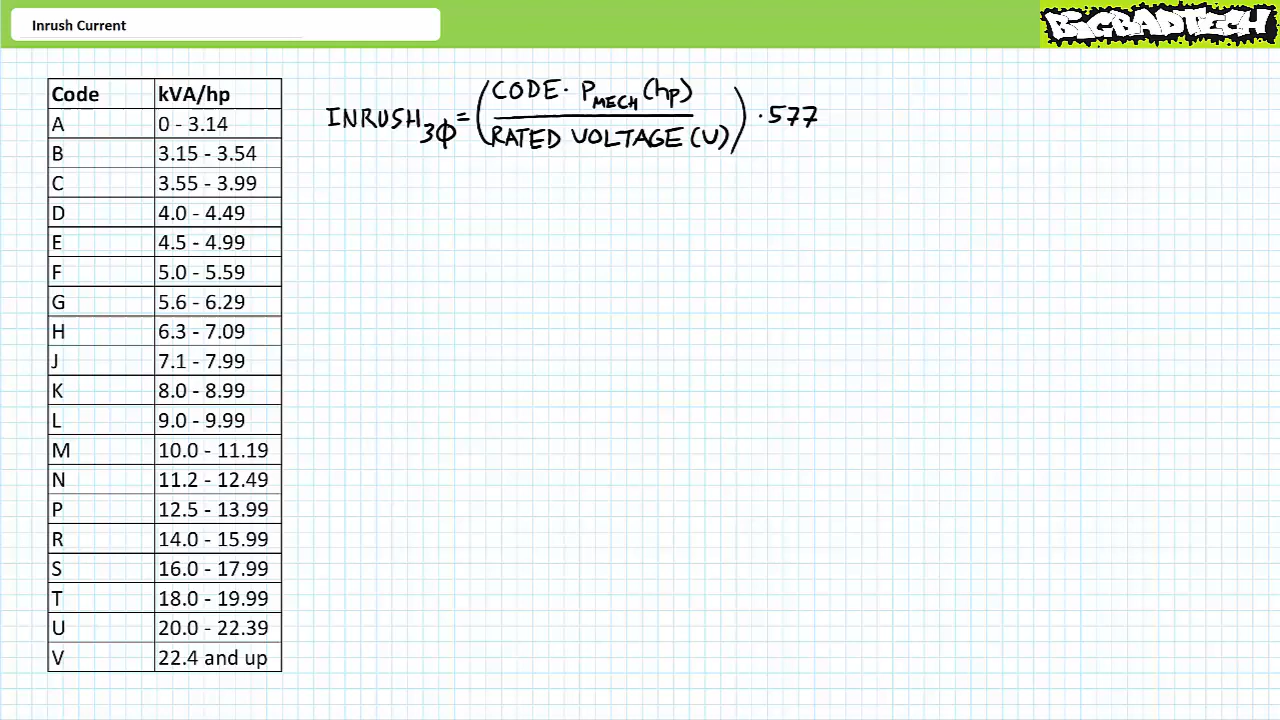 Inrush Current
BIGBADTECH
Code kVA/hp
A 0 - 3.14
B 3.15 - 3.54
C 3.55 - 3.99
D 4.0 - 4.49
E 4.5 - 4.99
F 5.0 - 5.59
G 5.6 - 6.29
H 6.3 - 7.09
J 7.1 - 7.99
K 8.0 - 8.99
L 9.0 - 9.99
M 10.0 - 11.19
N 11.2 - 12.49
P 12.5 - 13.99
R 14.0 - 15.99
S 16.0 - 17.99
T 18.0 - 19.99
U 20.0 - 22.39
V 22.4 and up
CODE · PMECH (hp)
INRUSH3Φ = ( ) · .577
RATED VOLTAGE (V)